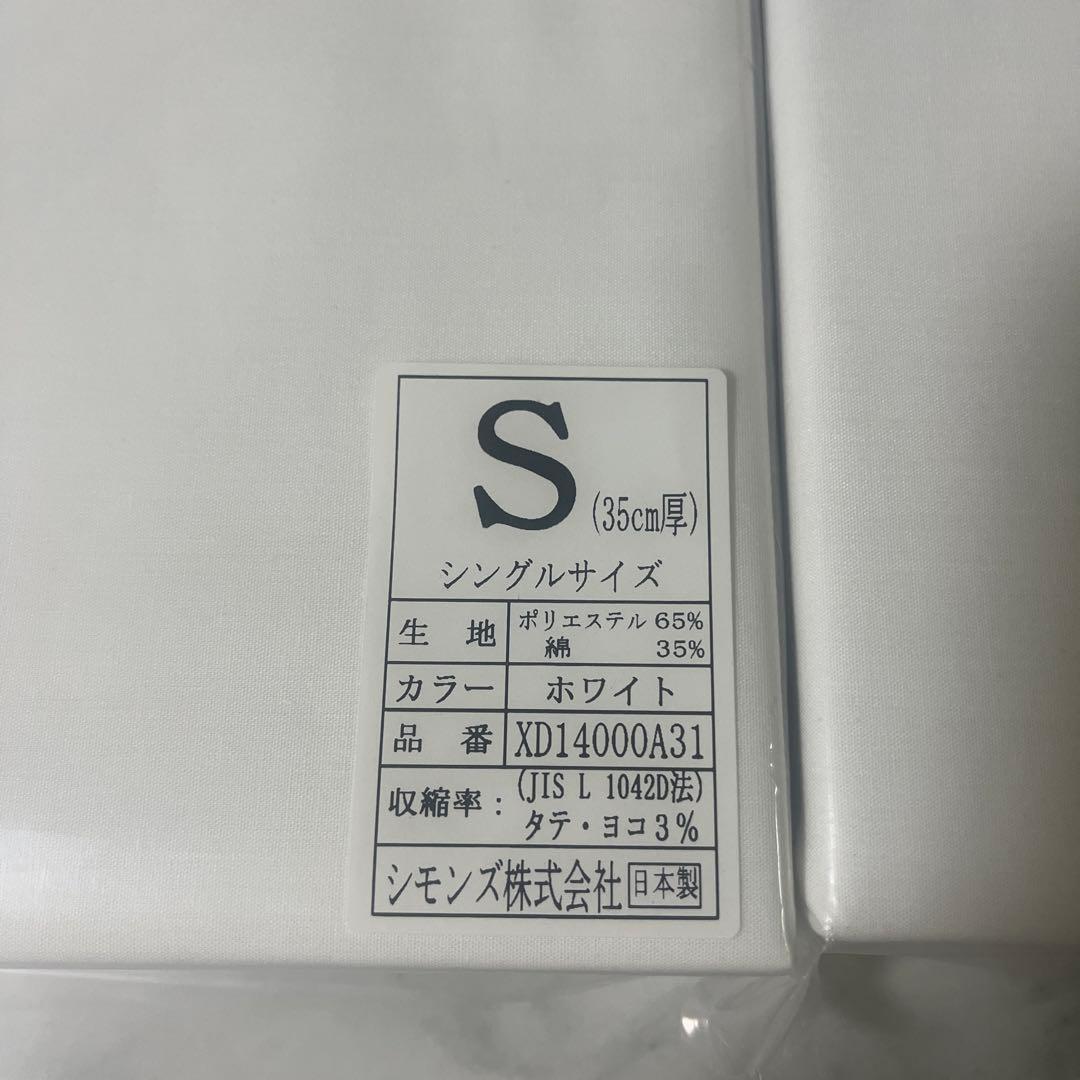 S (35cm厚)
シングルサイズ
生 地 ポリエステル 65%
綿 35%
カラー ホワイト
品 番 XD14000A31
収縮率: (JIS L 1042D法)
タテ・ヨコ3%
シモンズ株式会社 日本製